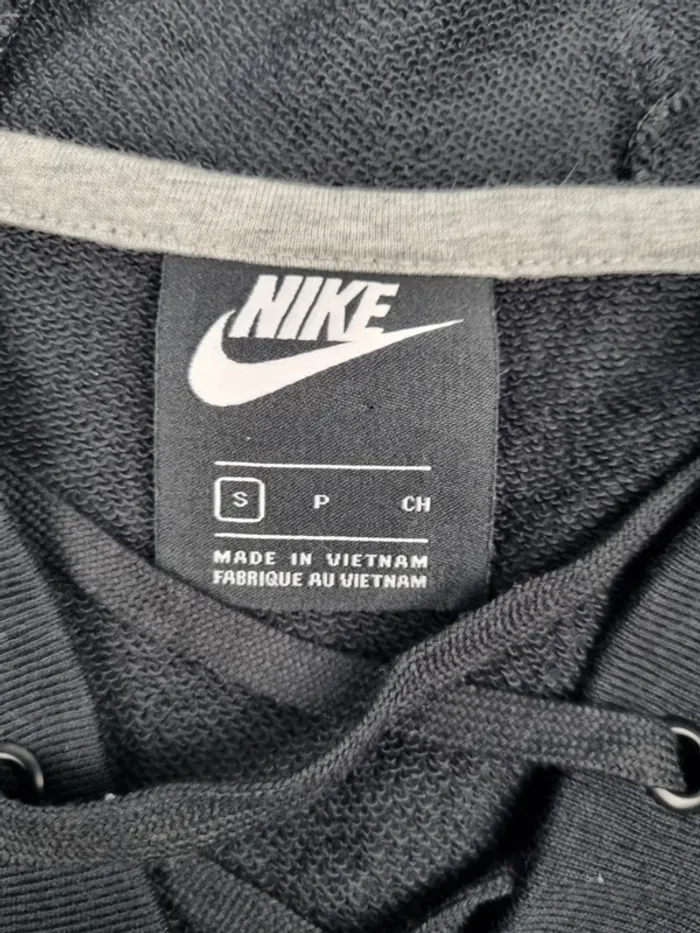 NIKE
S P CH
MADE IN VIETNAM
FABRIQUE AU VIETNAM